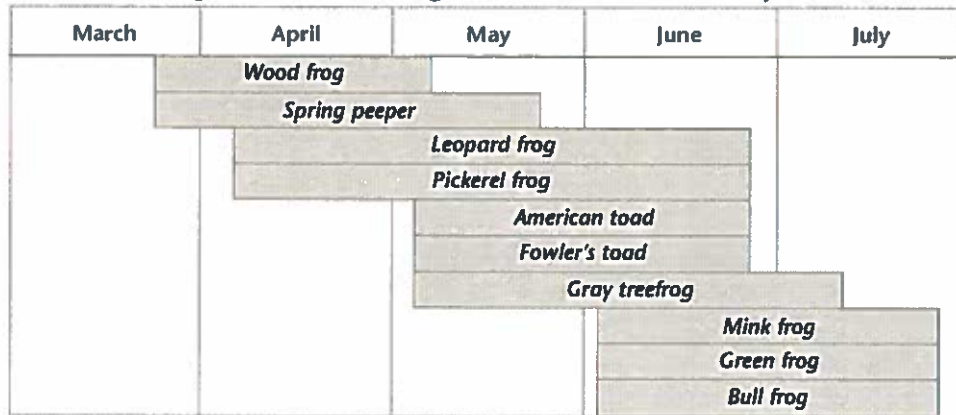 March April May June July
Wood frog
Spring peeper
Leopard frog
Pickerel frog
American toad
Fowler's toad
Gray treefrog
Mink frog
Green frog
Bull frog